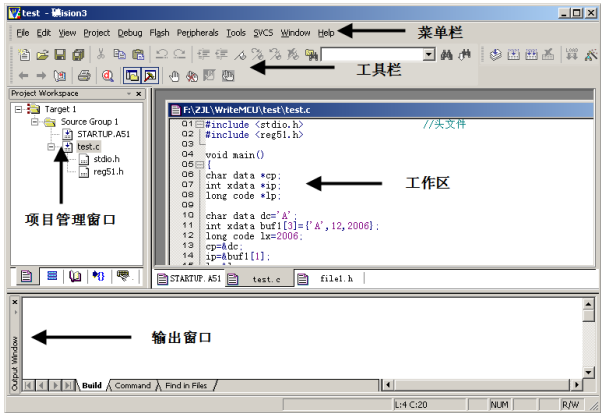 test - µVision3
File Edit View Project Debug Flash Peripherals Tools SVCS Window Help
菜单栏
工具栏
Project Workspace
Target 1
Source Group 1
STARTUP.A51
test.c
stdio.h
reg51.h
项目管理窗口
F:\ZJL\WriteMCU\test\test.c
01 #include <stdio.h> //头文件
02 #include <reg51.h>
03
04 void main()
05 {
06 char data *cp;
07 int xdata *ip;
08 long code *lp;
09
10 char data dc='A';
11 int xdata buf1[3]={'A',12,2006};
12 long code lx=2006;
13 cp=&dc;
14 ip=&buf1[1];
工作区
STARTUP.A51 test.c file1.h
输出窗口
Output Window
Build Command Find in Files
L:4 C:20 NUM R/W